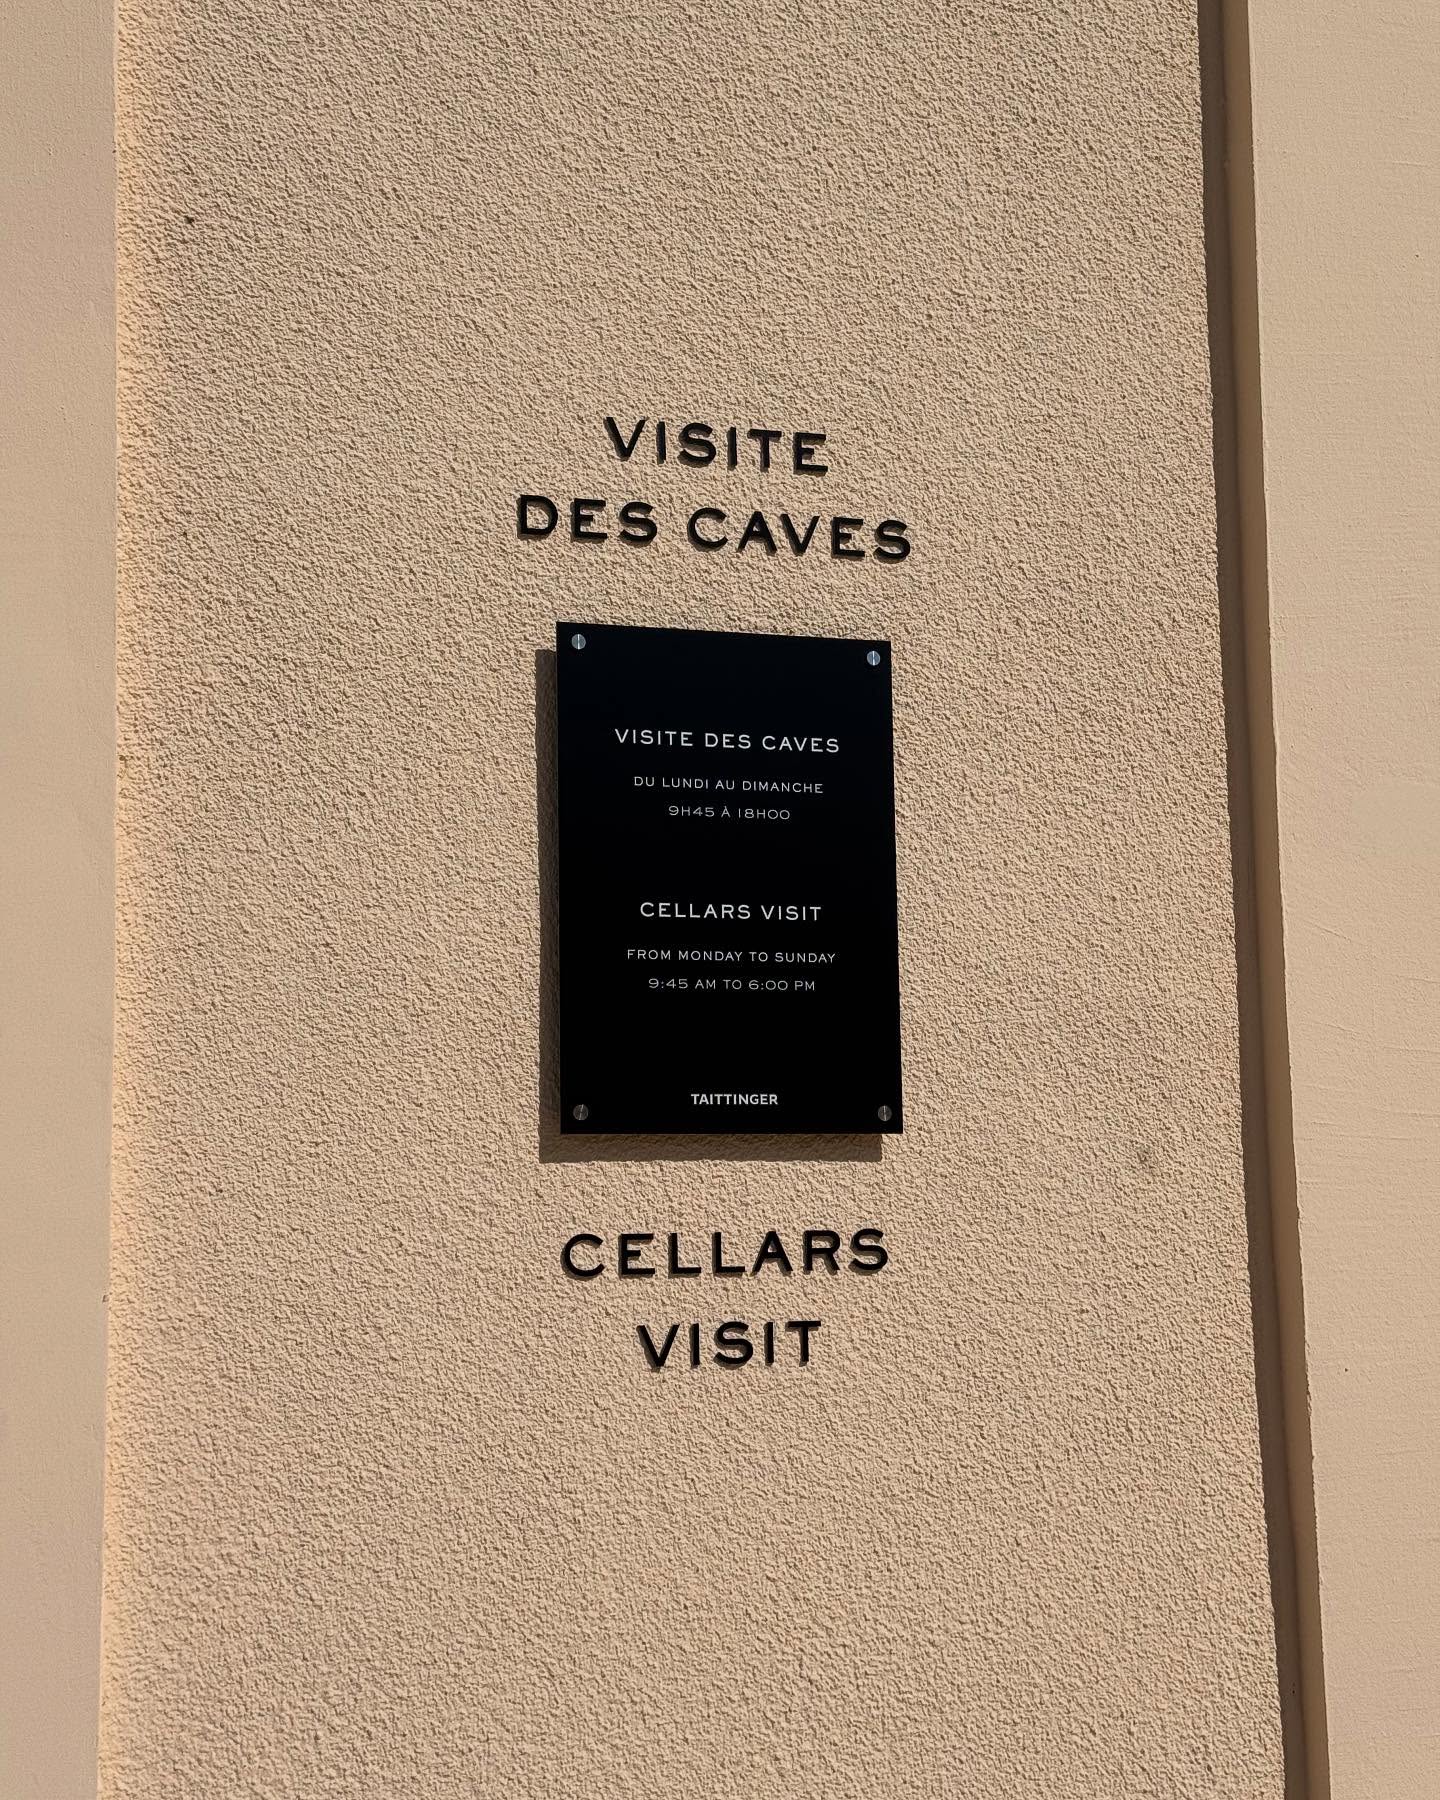 VISITE
DES CAVES
VISITE DES CAVES
DU LUNDI AU DIMANCHE
9H45 À 18H00
CELLARS VISIT
FROM MONDAY TO SUNDAY
9:45 AM TO 6:00 PM
TAITTINGER
CELLARS
VISIT